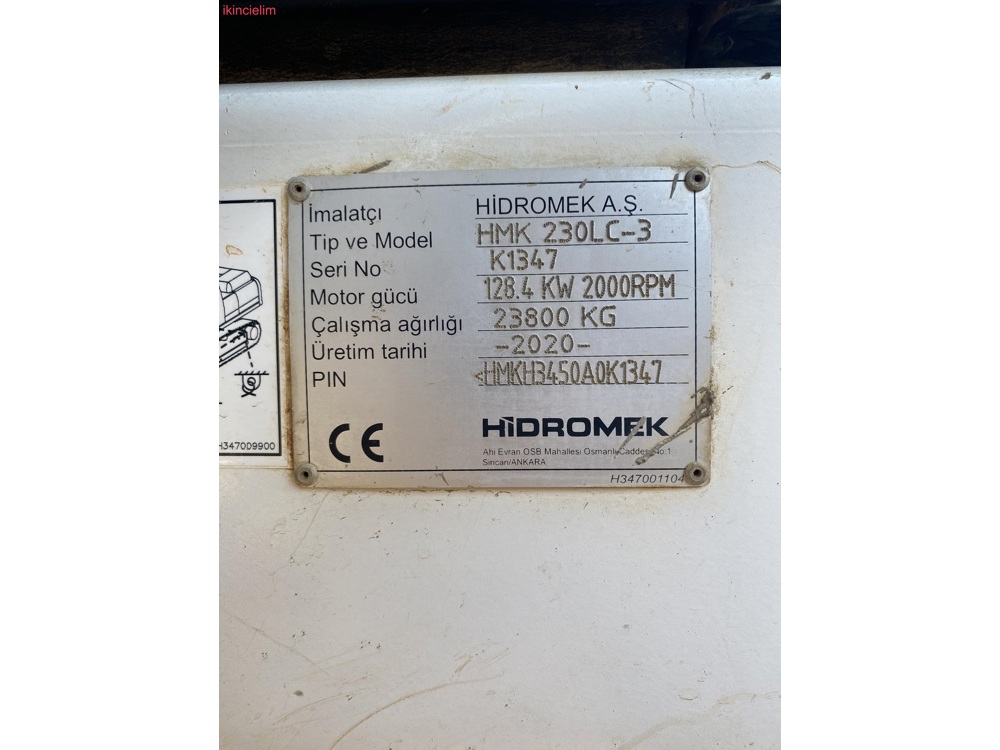 ikincielim
İmalatçı HİDROMEK A.Ş.
Tip ve Model HMK 230LC-3
Seri No K1347
Motor gücü 128.4 KW 2000RPM
Çalışma ağırlığı 23800 KG
Üretim tarihi -2020-
PIN <HMKH3450A0K1347
CE HİDROMEK
Ahi Evran OSB Mahallesi Osmanlı Caddesi No:1
Sincan/ANKARA
H347001104
H347009900